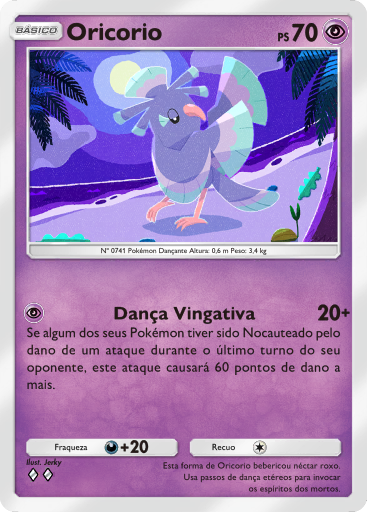 BÁSICO Oricorio PS 70
Nº 0741 Pokémon Dançante Altura: 0,6 m Peso: 3,4 kg
Dança Vingativa 20+
Se algum dos seus Pokémon tiver sido Nocauteado pelo
dano de um ataque durante o último turno do seu
oponente, este ataque causará 60 pontos de dano a
mais.
Fraqueza +20 Recuo
Ilust. Jerky
Esta forma de Oricorio bebericou néctar roxo.
Usa passos de dança etéreos para invocar
os espíritos dos mortos.